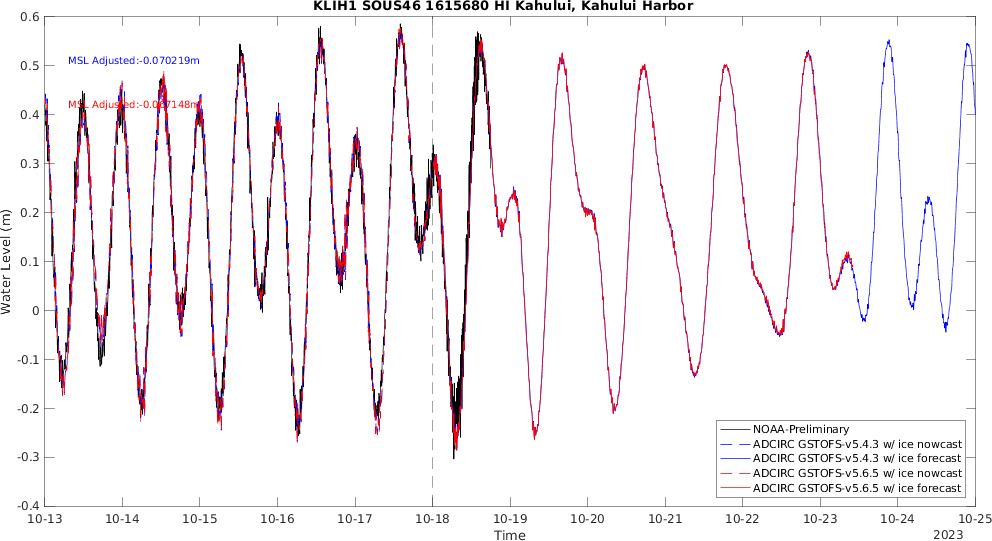 KLIH1 SOUS46 1615680 HI Kahului, Kahului Harbor
0.6
0.5
0.4
0.3
0.2
0.1
0
-0.1
-0.2
-0.3
-0.4
Water Level (m)
MSL Adjusted:-0.070219m
MSL Adjusted:-0.067148m
NOAA-Preliminary
ADCIRC GSTOFS-v5.4.3 w/ ice nowcast
ADCIRC GSTOFS-v5.4.3 w/ ice forecast
ADCIRC GSTOFS-v5.6.5 w/ ice nowcast
ADCIRC GSTOFS-v5.6.5 w/ ice forecast
10-13 10-14 10-15 10-16 10-17 10-18 10-19 10-20 10-21 10-22 10-23 10-24 10-25
Time
2023